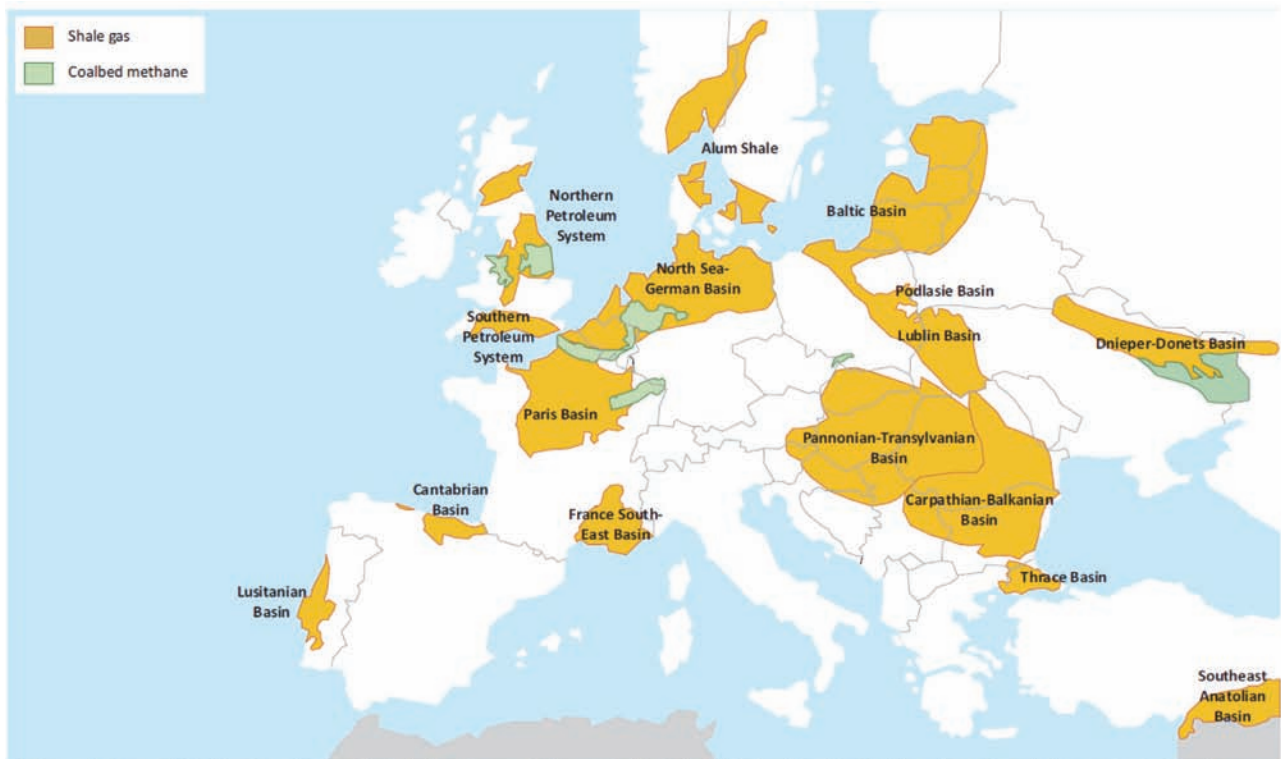 Shale gas
Coalbed methane
Alum Shale
Northern
Petroleum
System
Baltic Basin
North Sea-
German Basin
Podlasie Basin
Southern
Petroleum
System
Lublin Basin
Dnieper-Donets Basin
Paris Basin
Pannonian-Transylvanian
Basin
Cantabrian
Basin
France South-
East Basin
Carpathian-Balkanian
Basin
Thrace Basin
Lusitanian
Basin
Southeast
Anatolian
Basin